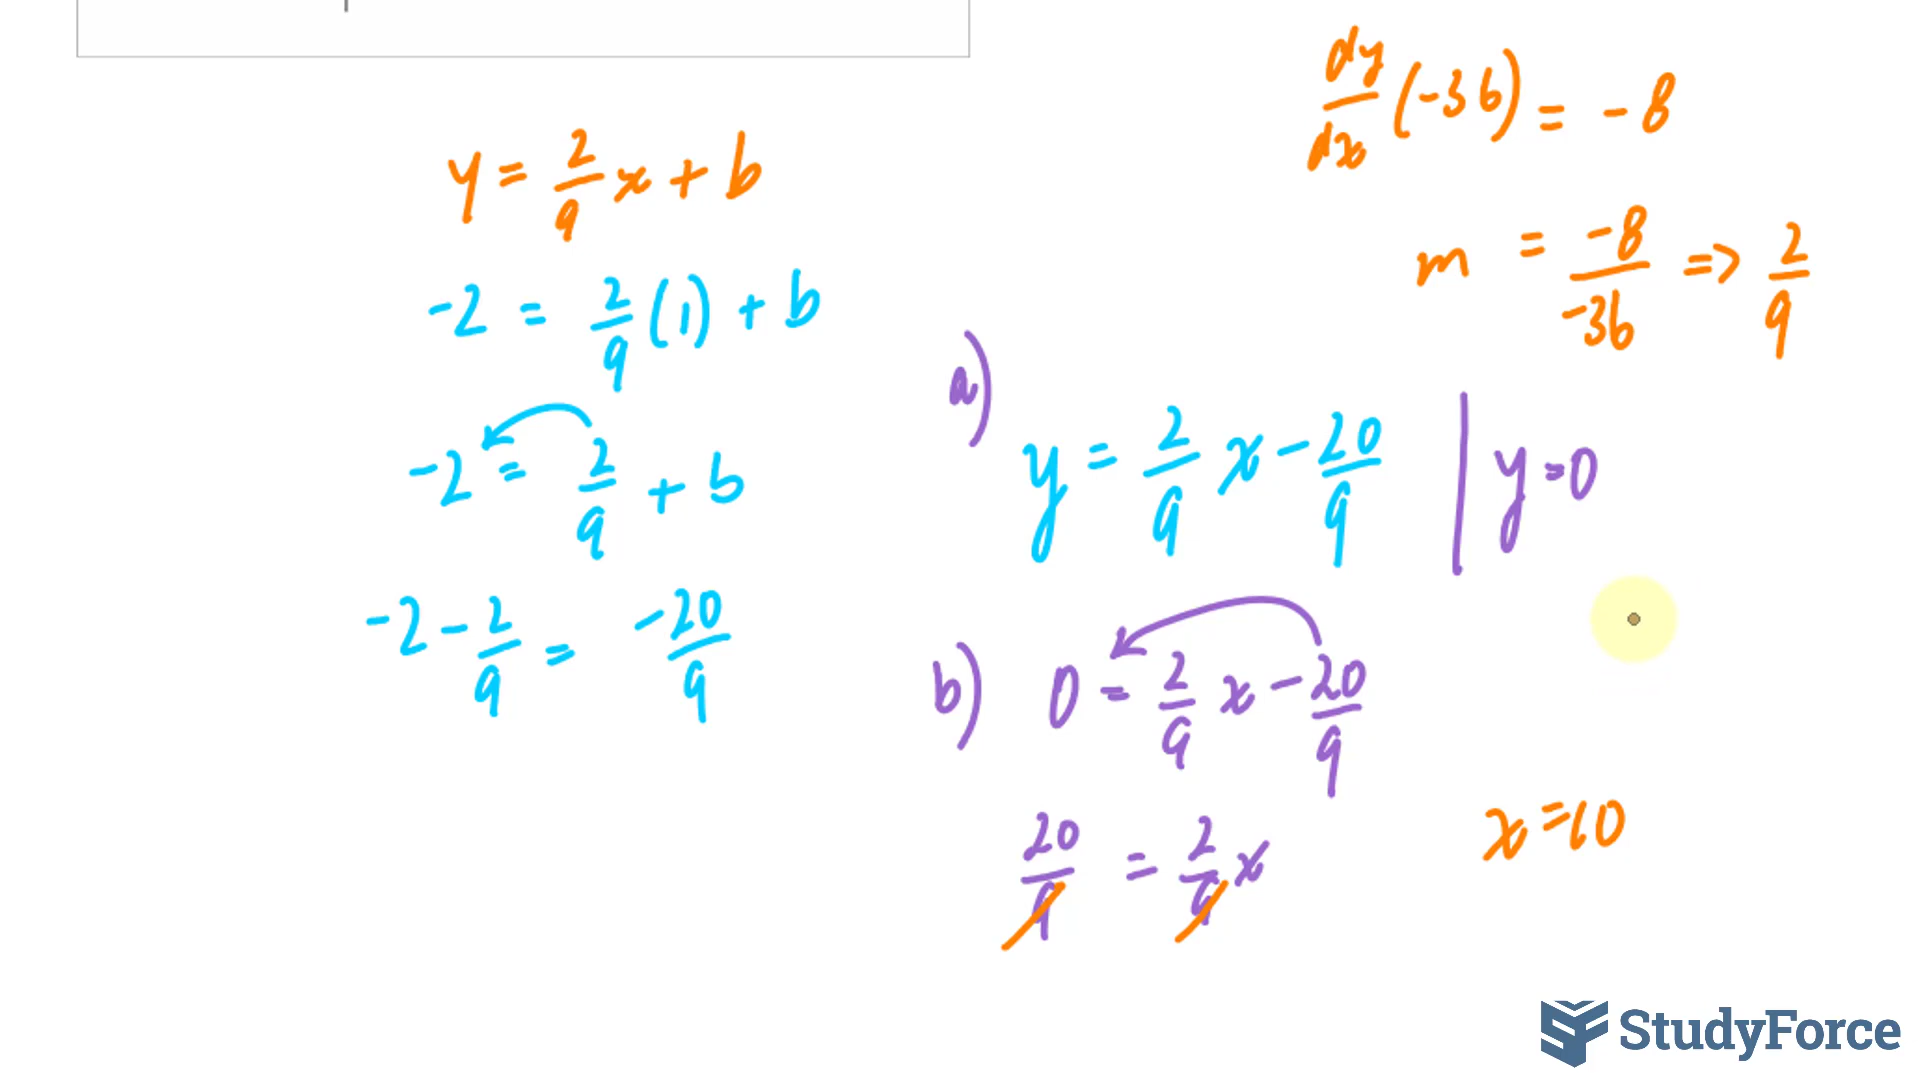 dy/dx (-36) = -8
m = -8/-36 => 2/9
y = 2/9 x + b
-2 = 2/9 (1) + b
-2 = 2/9 + b
-2 - 2/9 = -20/9
a)
y = 2/9 x - 20/9 | y=0
b) 0 = 2/9 x - 20/9
20/9 = 2/9 x
x=10
StudyForce